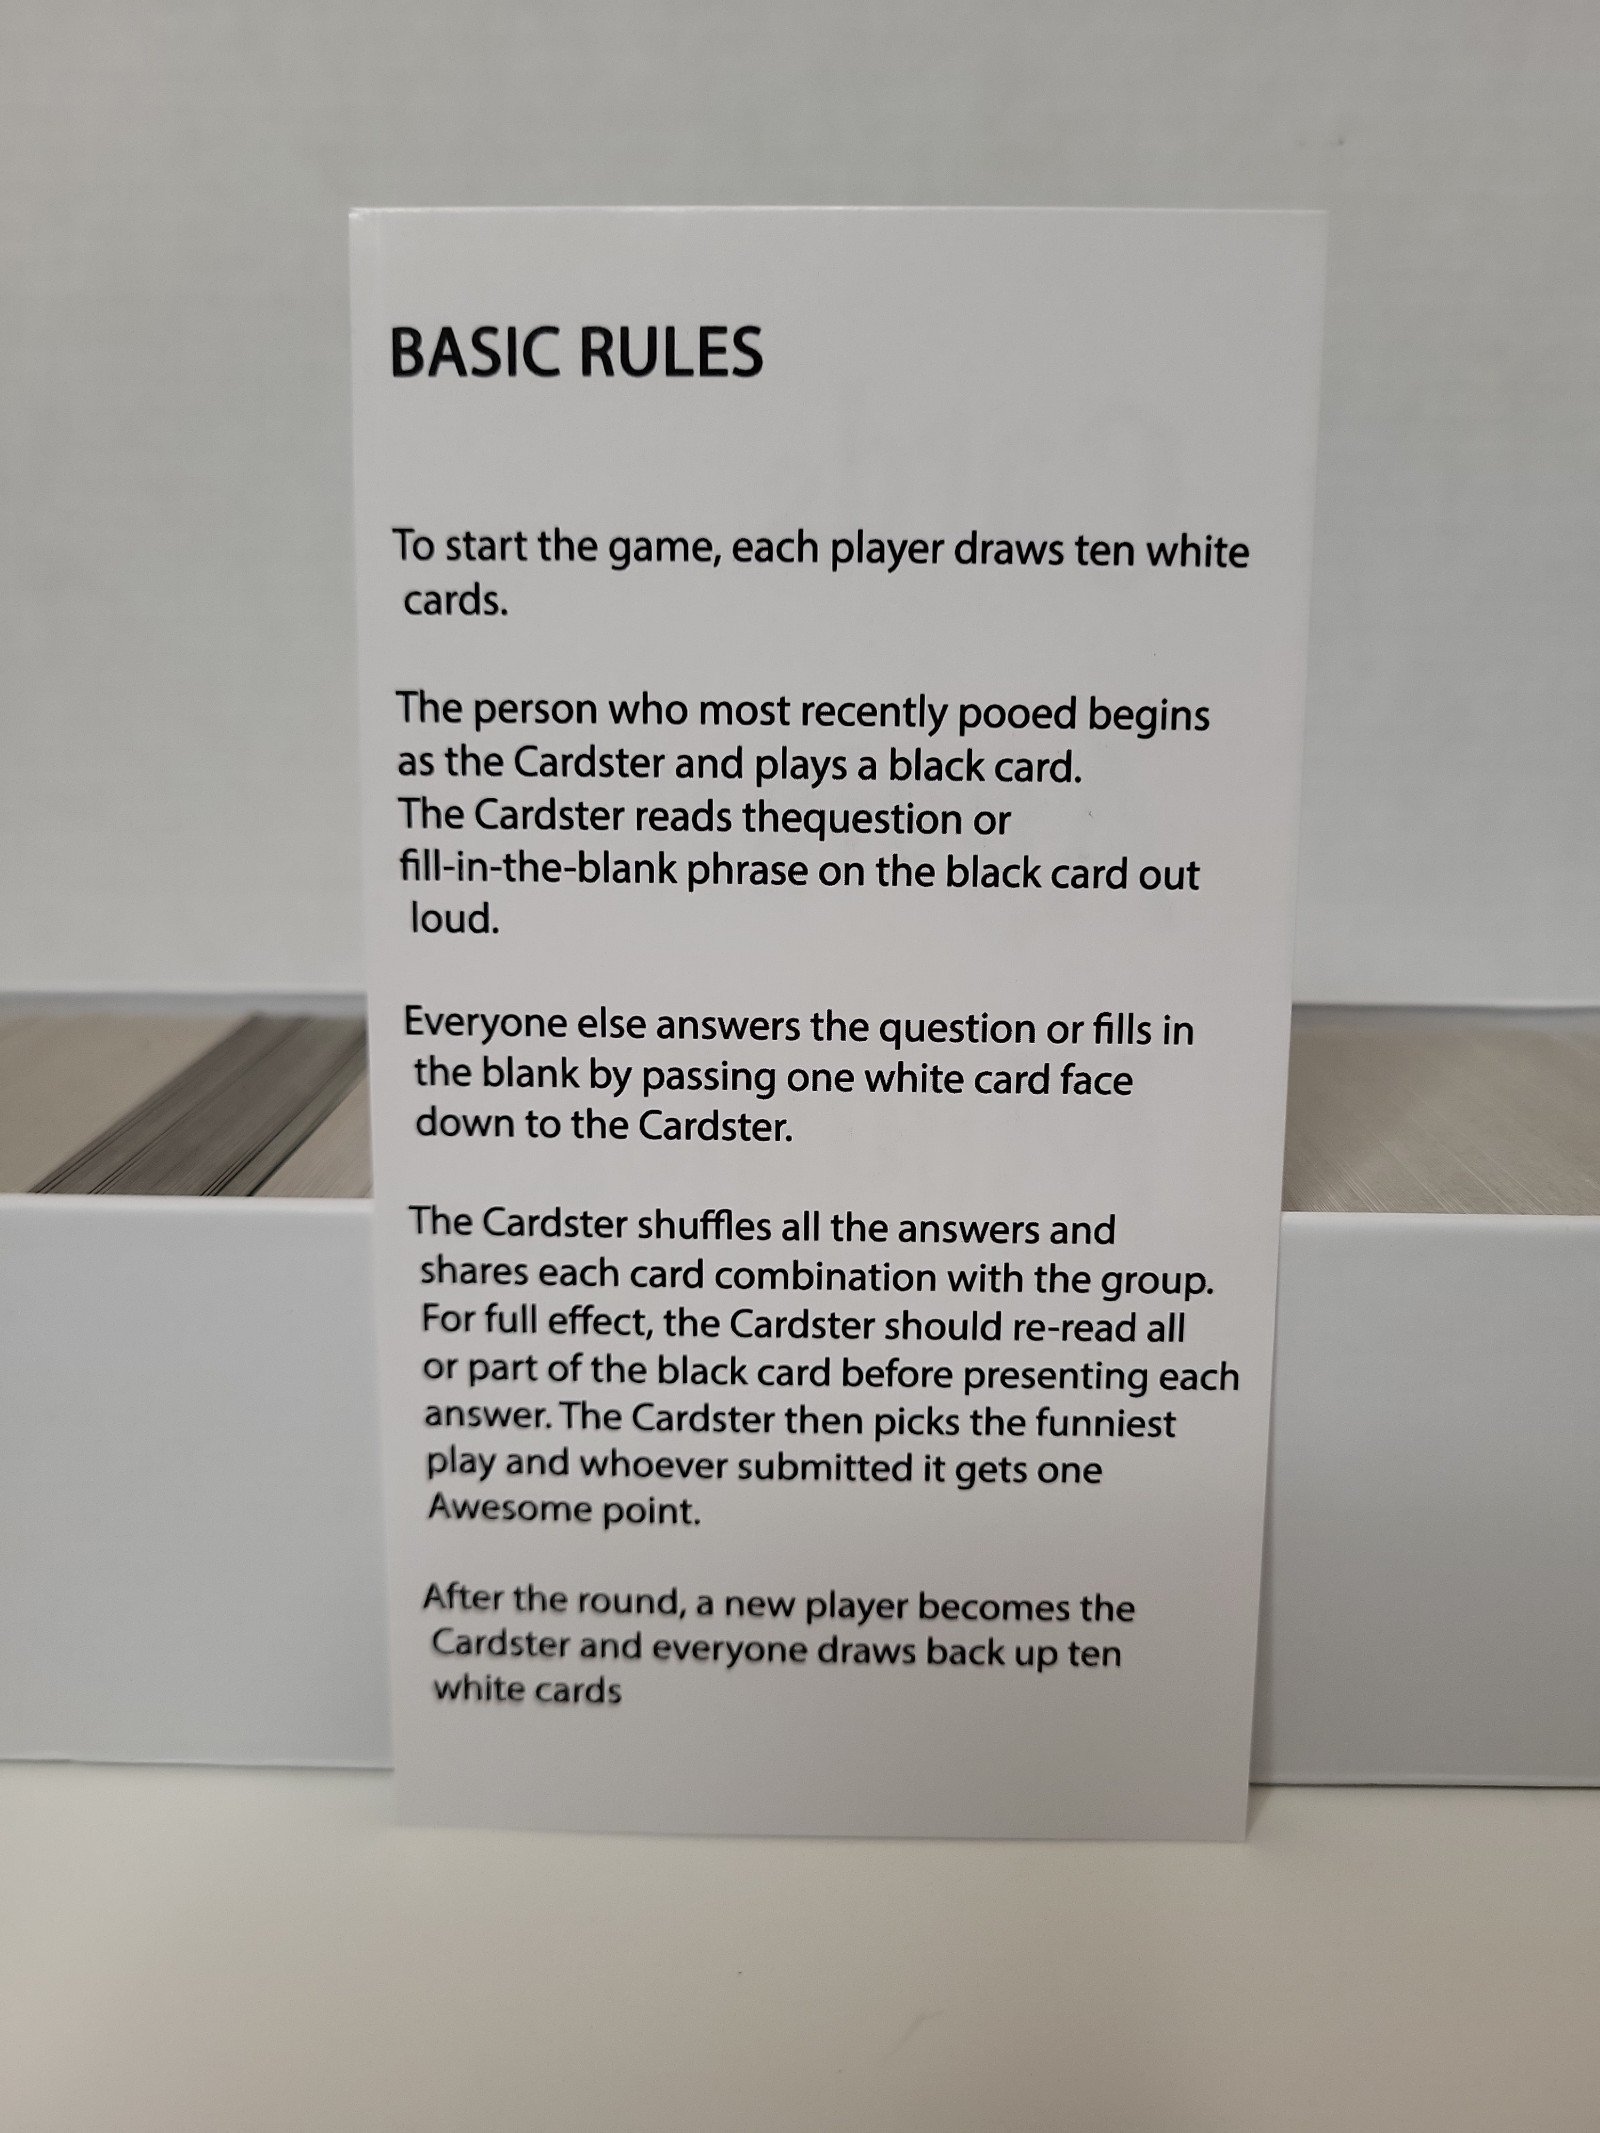 BASIC RULES
To start the game, each player draws ten white
cards.
The person who most recently pooed begins
as the Cardster and plays a black card.
The Cardster reads thequestion or
fill-in-the-blank phrase on the black card out
loud.
Everyone else answers the question or fills in
the blank by passing one white card face
down to the Cardster.
The Cardster shuffles all the answers and
shares each card combination with the group.
For full effect, the Cardster should re-read all
or part of the black card before presenting each
answer. The Cardster then picks the funniest
play and whoever submitted it gets one
Awesome point.
After the round, a new player becomes the
Cardster and everyone draws back up ten
white cards